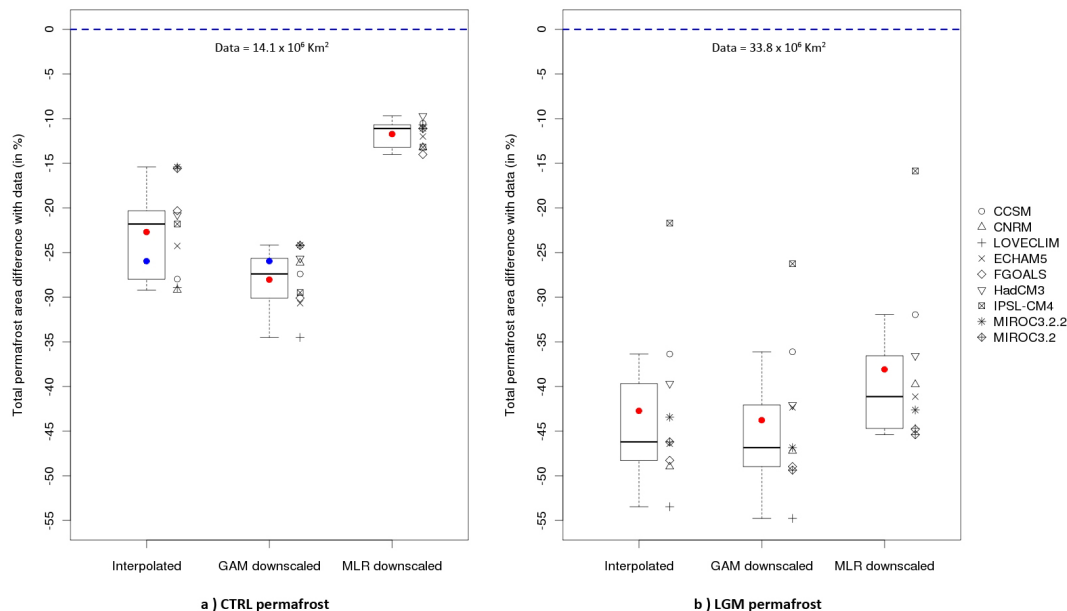 Total permafrost area difference with data (in %)
0
-5
-10
-15
-20
-25
-30
-35
-40
-45
-50
-55
Data = 14.1 x 10⁶ Km²
Interpolated
GAM downscaled
MLR downscaled
a ) CTRL permafrost
Total permafrost area difference with data (in %)
0
-5
-10
-15
-20
-25
-30
-35
-40
-45
-50
-55
Data = 33.8 x 10⁶ Km²
Interpolated
GAM downscaled
MLR downscaled
b ) LGM permafrost
CCSM
CNRM
LOVECLIM
ECHAM5
FGOALS
HadCM3
IPSL-CM4
MIROC3.2.2
MIROC3.2